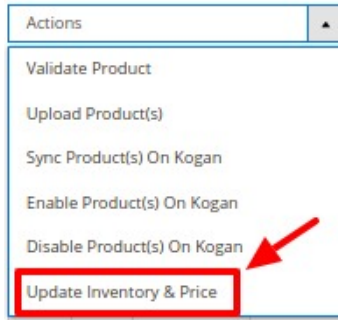 Actions
Validate Product
Upload Product(s)
Sync Product(s) On Kogan
Enable Product(s) On Kogan
Disable Product(s) On Kogan
Update Inventory & Price